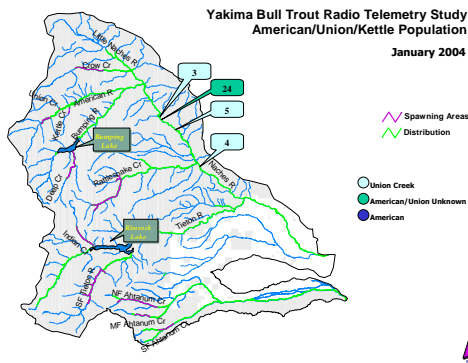 Yakima Bull Trout Radio Telemetry Study
American/Union/Kettle Population
January 2004
Little Naches R.
Crow Cr
3
24
Union Cr
American R
5
Kettle Cr
Bumping R
Spawning Areas
Distribution
Bumping
Lake
4
Rattlesnake Cr
Naches R
Deep Cr
Union Creek
American/Union Unknown
American
Tieton R
Rimrock
Lake
Indian Cr
SF Tieton R
NF Ahtanum Cr
MF Ahtanum Cr
SF Ahtanum Cr